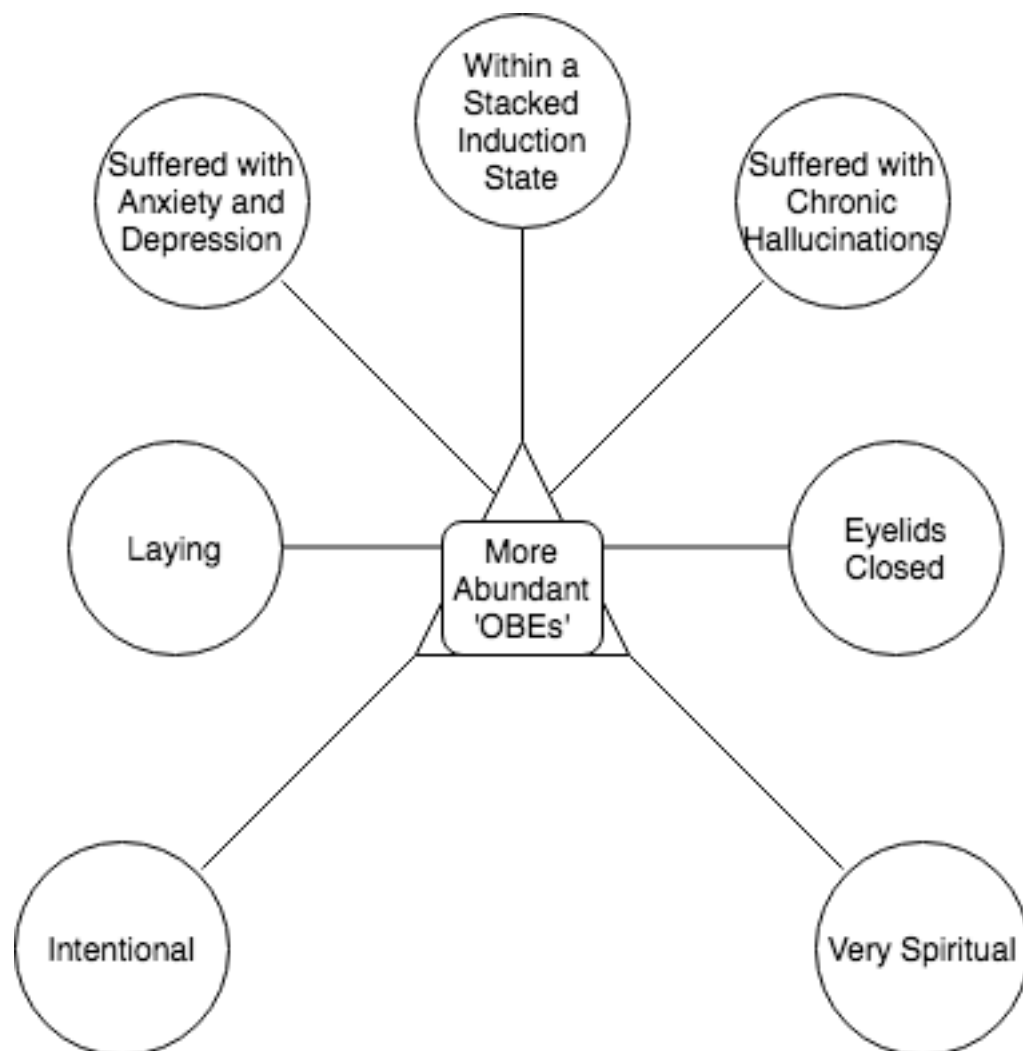 Within a
Stacked
Induction
State
Suffered with
Anxiety and
Depression
Suffered with
Chronic
Hallucinations
Laying
More
Abundant
'OBEs'
Eyelids
Closed
Intentional
Very Spiritual